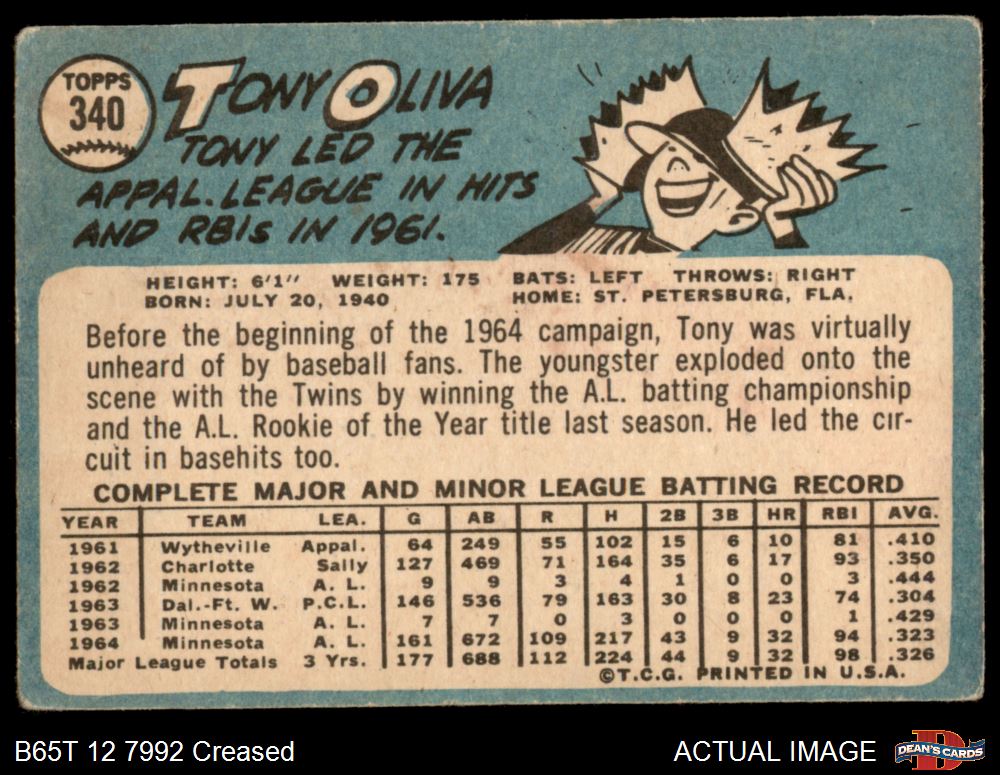 TOPPS
340
TONY OLIVA
TONY LED THE
APPAL. LEAGUE IN HITS
AND RBIs IN 1961.
HEIGHT: 6'1" WEIGHT: 175 BATS: LEFT THROWS: RIGHT
BORN: JULY 20, 1940 HOME: ST. PETERSBURG, FLA.
Before the beginning of the 1964 campaign, Tony was virtually
unheard of by baseball fans. The youngster exploded onto the
scene with the Twins by winning the A.L. batting championship
and the A.L. Rookie of the Year title last season. He led the cir-
cuit in basehits too.
COMPLETE MAJOR AND MINOR LEAGUE BATTING RECORD
YEAR TEAM LEA. G AB R H 2B 3B HR RBI AVG.
1961 Wytheville Appal. 64 249 55 102 15 6 10 81 .410
1962 Charlotte Sally 127 469 71 164 35 6 17 93 .350
1962 Minnesota A. L. 9 9 3 4 1 0 0 3 .444
1963 Dal.-Ft. W. P.C.L. 146 536 79 163 30 8 23 74 .304
1963 Minnesota A. L. 7 7 0 3 0 0 0 1 .429
1964 Minnesota A. L. 161 672 109 217 43 9 32 94 .323
Major League Totals 3 Yrs. 177 688 112 224 44 9 32 98 .326
©T.C.G. PRINTED IN U.S.A.
B65T 12 7992 Creased
ACTUAL IMAGE
D
DEAN'S CARDS